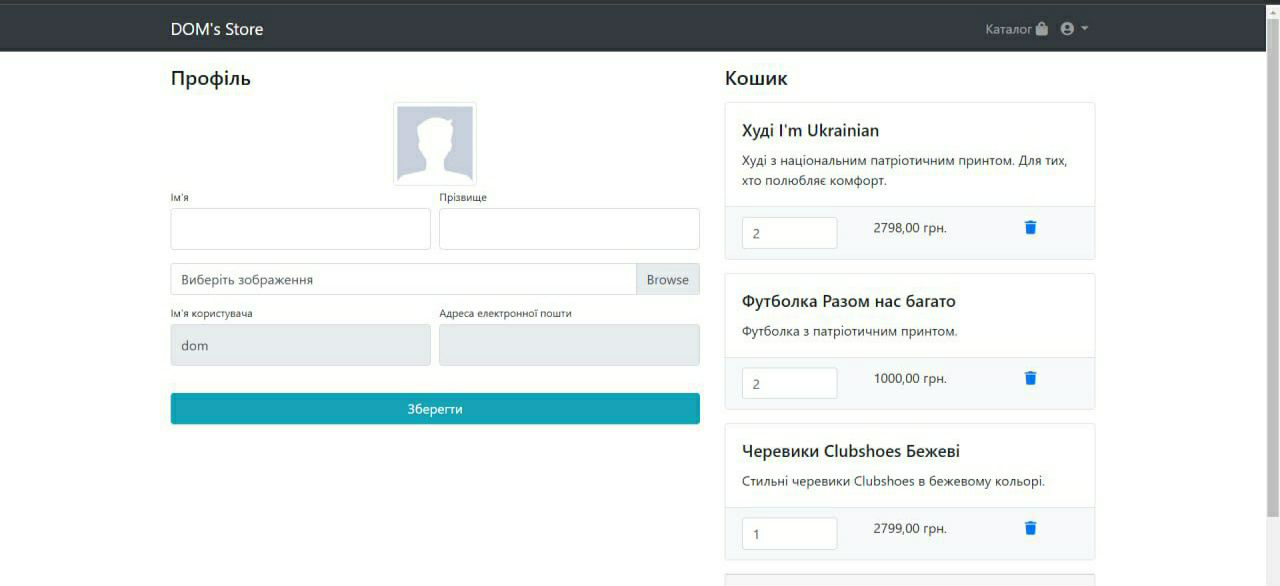 DOM's Store
Каталог
Профіль
Ім'я
Прізвище
Виберіть зображення
Browse
Ім'я користувача
Адреса електронної пошти
dom
Зберегти
Кошик
Худі I'm Ukrainian
Худі з національним патріотичним принтом. Для тих,
хто полюбляє комфорт.
2
2798,00 грн.
Футболка Разом нас багато
Футболка з патріотичним принтом.
2
1000,00 грн.
Черевики Clubshoes Бежеві
Стильні черевики Clubshoes в бежевому кольорі.
1
2799,00 грн.